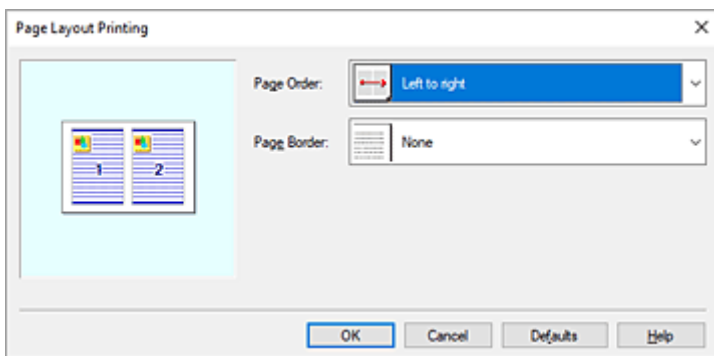 Page Layout Printing
Page Order: Left to right
1 2
Page Border: None
OK Cancel Defaults Help